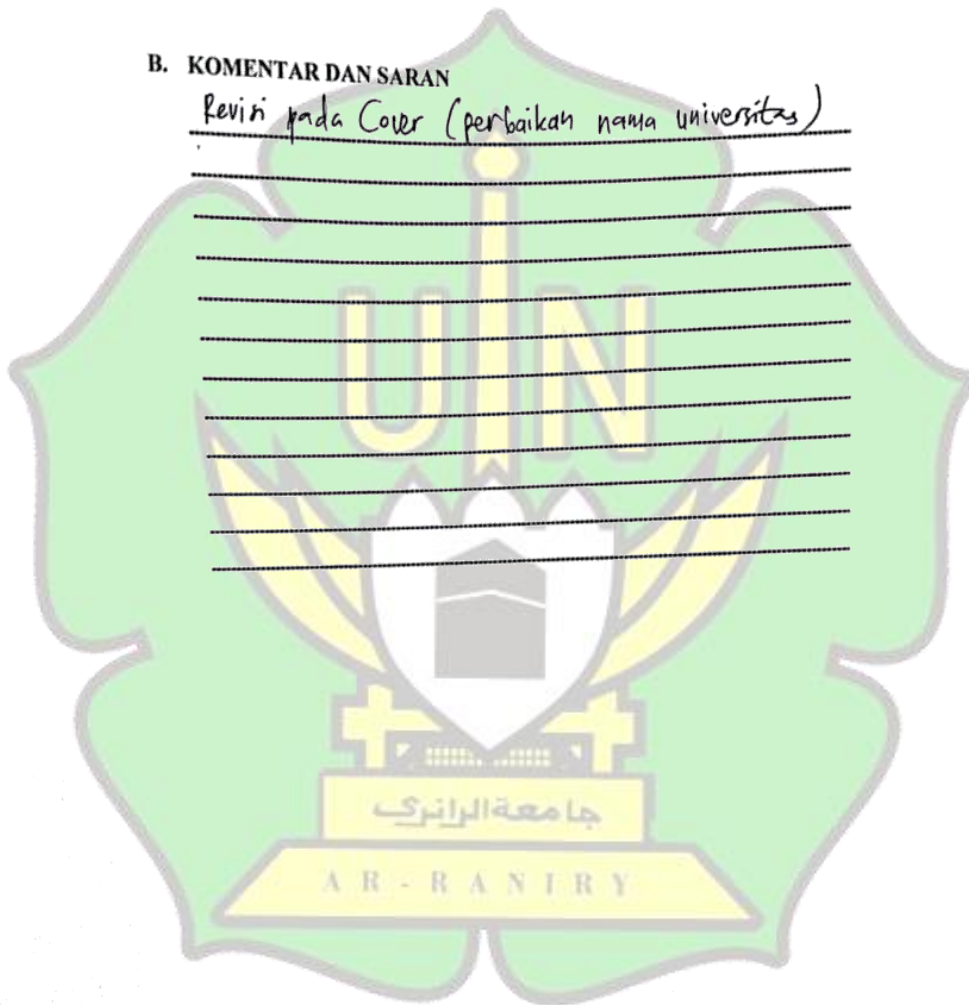 B. KOMENTAR DAN SARAN
Revisi pada Cover (perbaikan nama universitas)
UIN
جامعة الرانري
AR-RANIRY